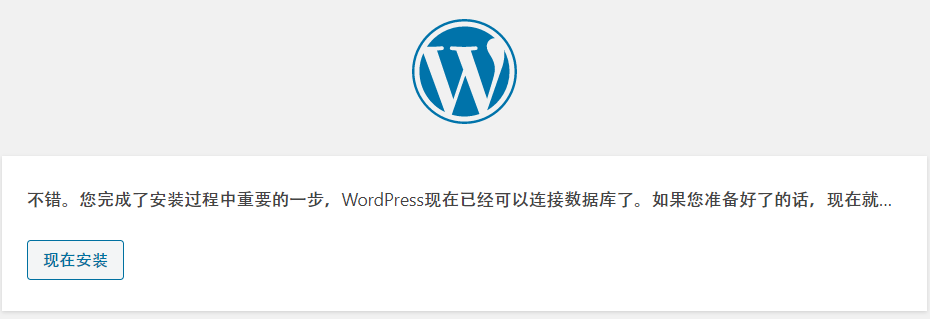 不错。您完成了安装过程中重要的一步，WordPress现在已经可以连接数据库了。如果您准备好了的话，现在就…
现在安装